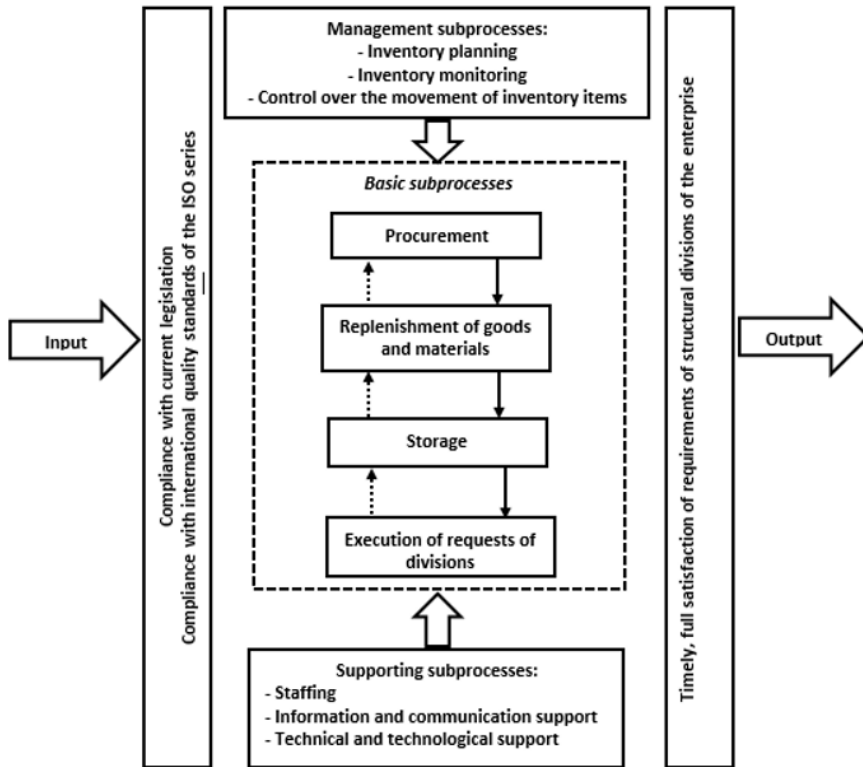 Management subprocesses:
- Inventory planning
- Inventory monitoring
- Control over the movement of inventory items
Compliance with current legislation
Compliance with international quality standards of the ISO series
Input
Basic subprocesses
Procurement
Replenishment of goods
and materials
Storage
Execution of requests of
divisions
Supporting subprocesses:
- Staffing
- Information and communication support
- Technical and technological support
Timely, full satisfaction of requirements of structural divisions of the enterprise
Output